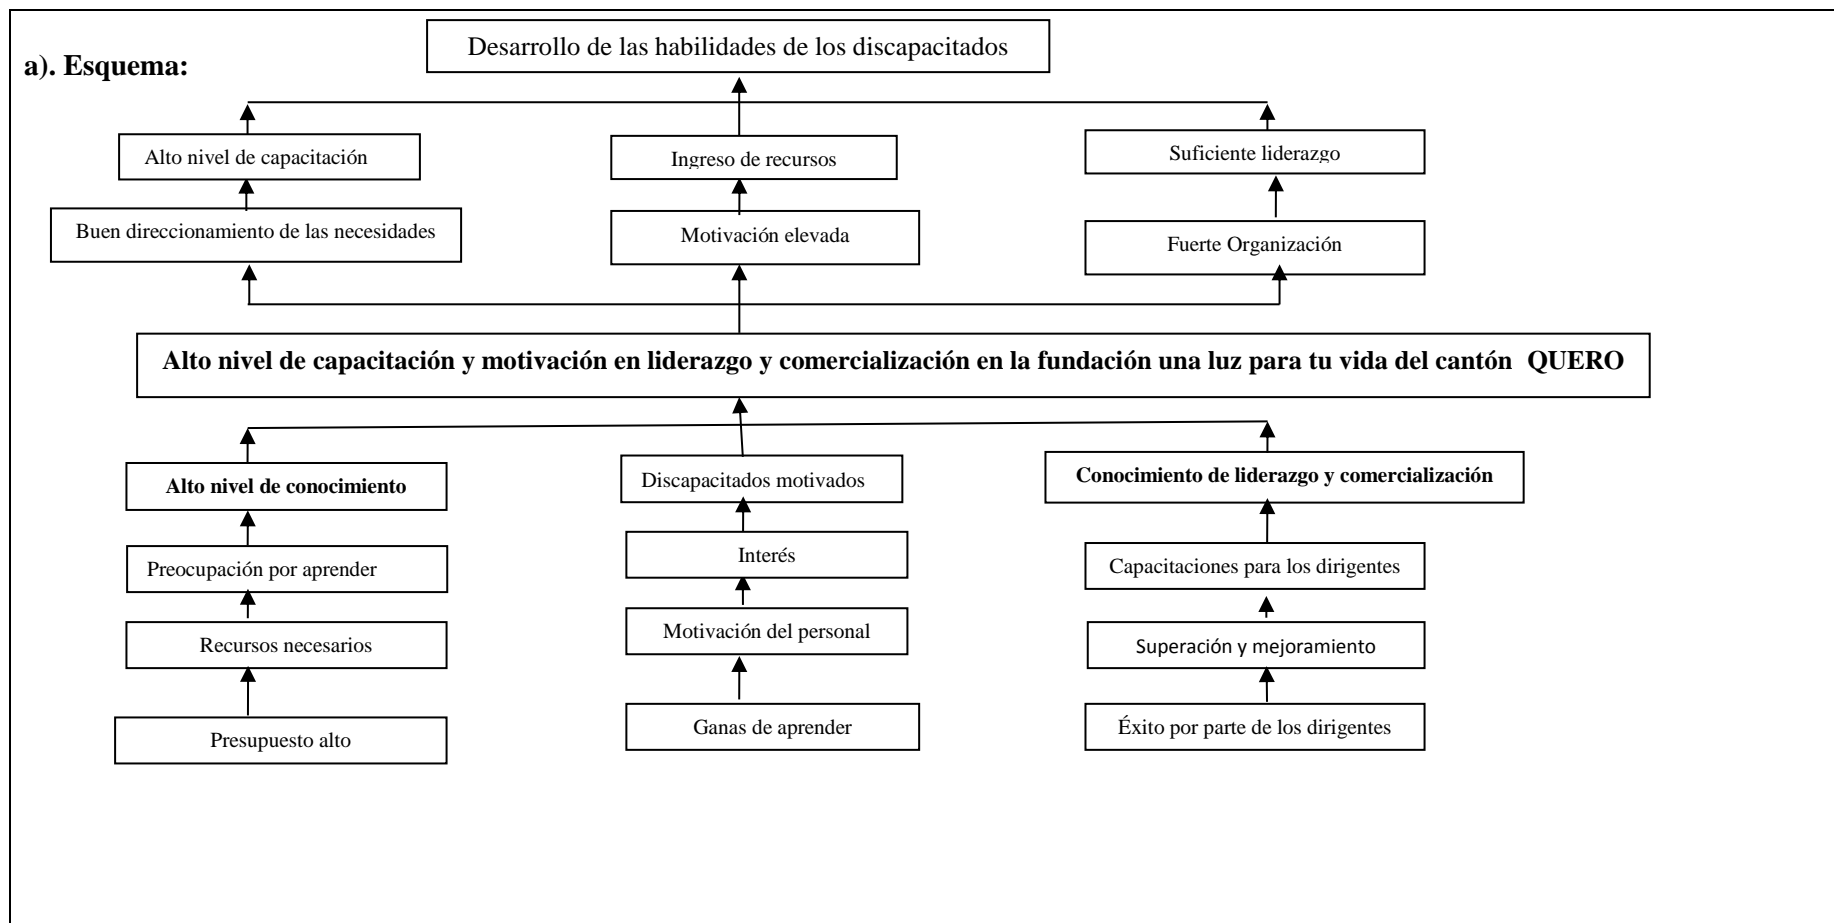 Desarrollo de las habilidades de los discapacitados
a). Esquema:
Alto nivel de capacitación
Ingreso de recursos
Suficiente liderazgo
Buen direccionamiento de las necesidades
Motivación elevada
Fuerte Organización
Alto nivel de capacitación y motivación en liderazgo y comercialización en la fundación una luz para tu vida del cantón QUERO
Alto nivel de conocimiento
Discapacitados motivados
Conocimiento de liderazgo y comercialización
Preocupación por aprender
Interés
Capacitaciones para los dirigentes
Recursos necesarios
Motivación del personal
Superación y mejoramiento
Presupuesto alto
Ganas de aprender
Éxito por parte de los dirigentes